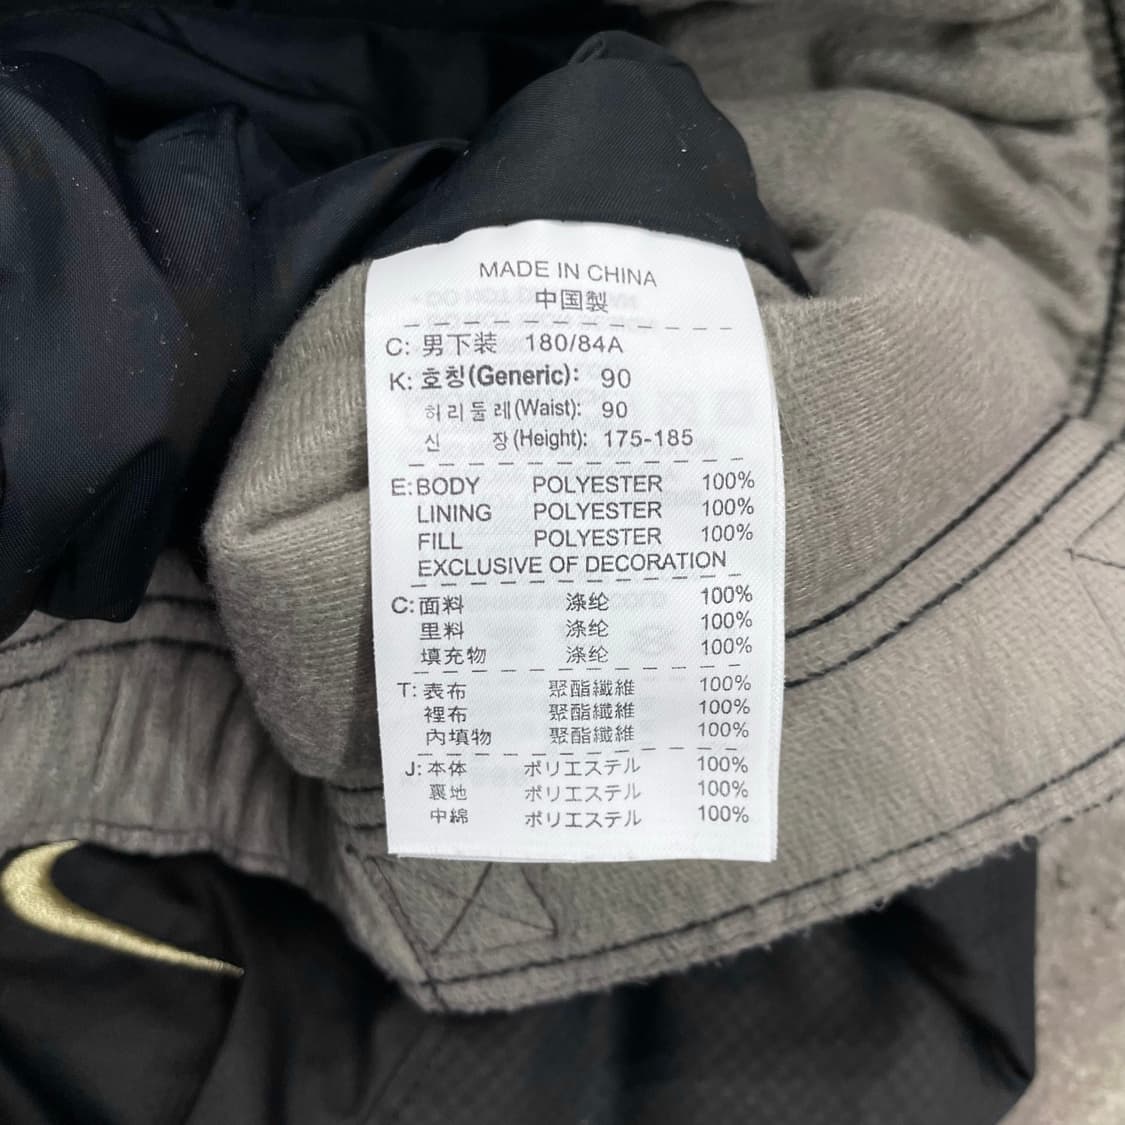 MADE IN CHINA
中国製
C: 男下装 180/84A
K: 호칭(Generic): 90
허리둘레(Waist): 90
신 장(Height): 175-185
E: BODY POLYESTER 100%
LINING POLYESTER 100%
FILL POLYESTER 100%
EXCLUSIVE OF DECORATION
C: 面料 涤纶 100%
里料 涤纶 100%
填充物 涤纶 100%
T: 表布 聚酯纖維 100%
裡布 聚酯纖維 100%
內填物 聚酯纖維 100%
J: 本体 ポリエステル 100%
裏地 ポリエステル 100%
中綿 ポリエステル 100%